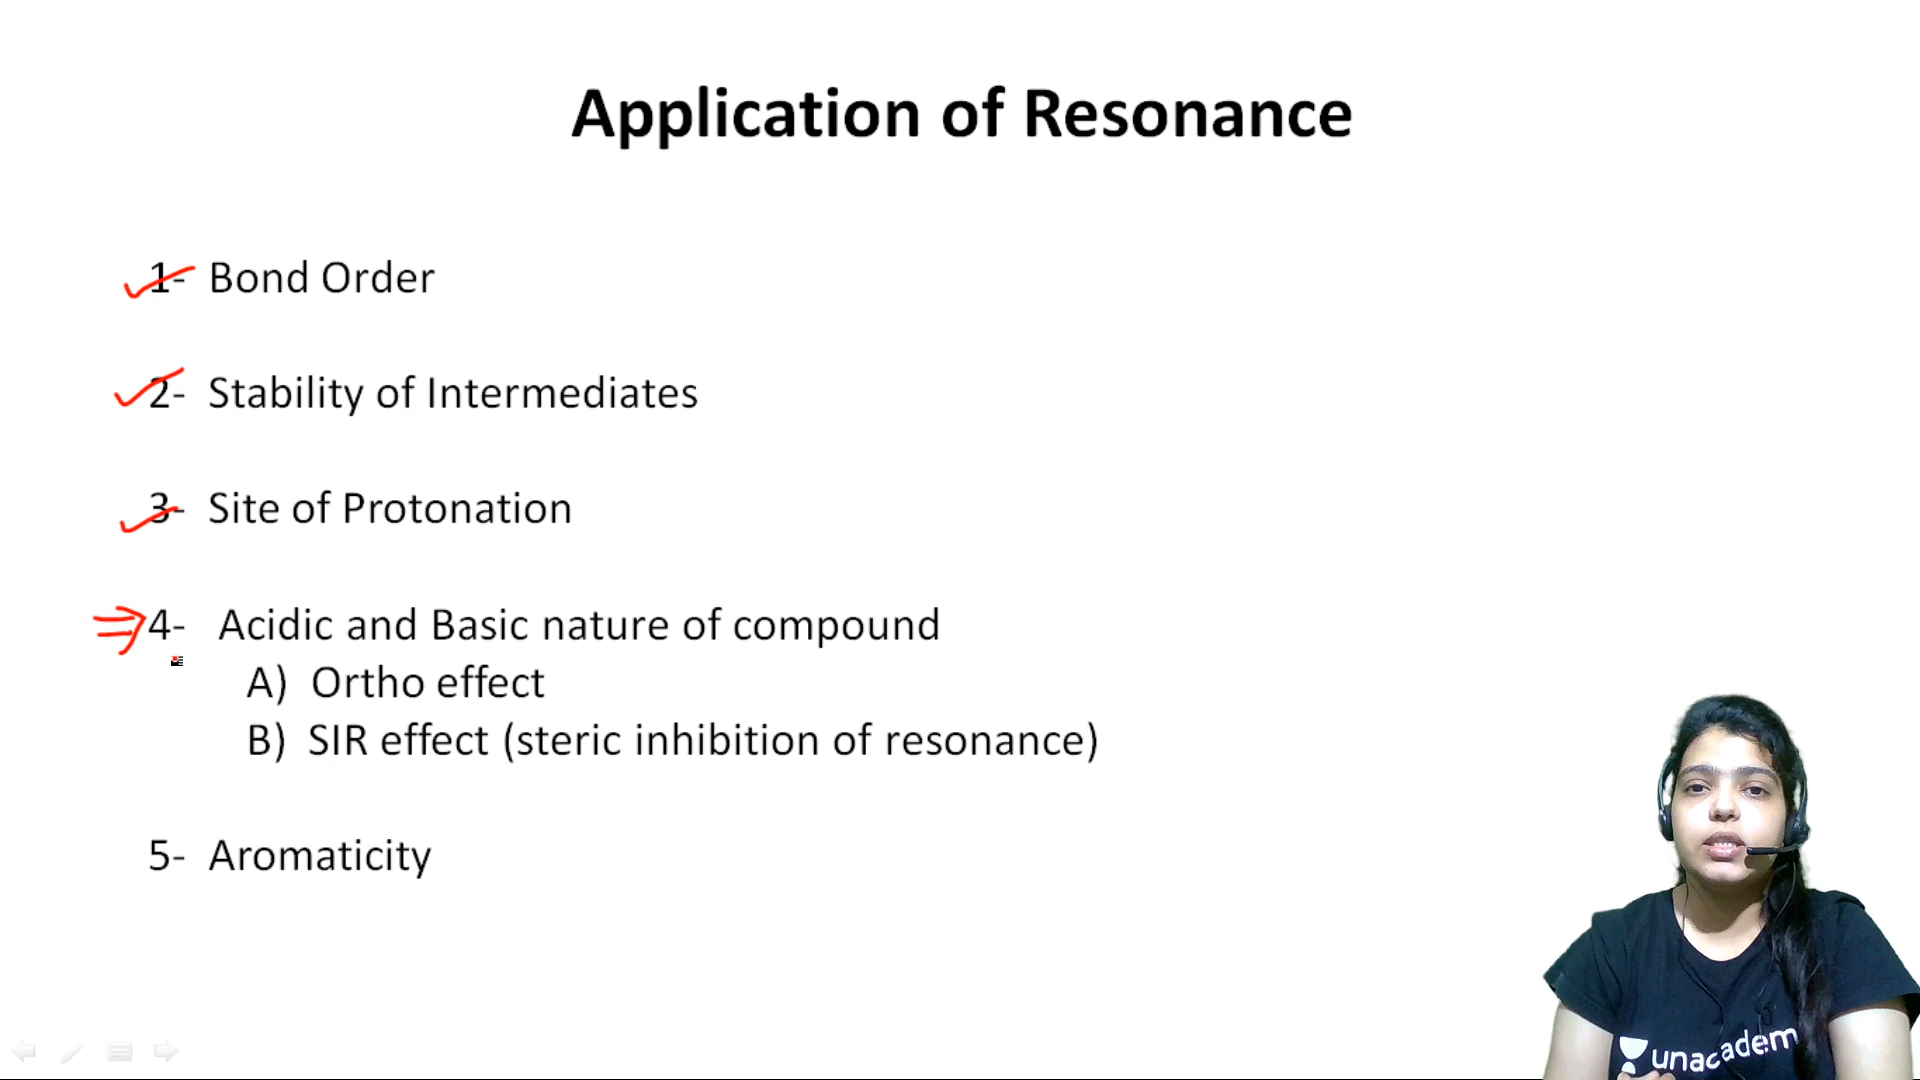 Application of Resonance
1- Bond Order
2- Stability of Intermediates
3- Site of Protonation
4- Acidic and Basic nature of compound
A) Ortho effect
B) SIR effect (steric inhibition of resonance)
5- Aromaticity
unacadem